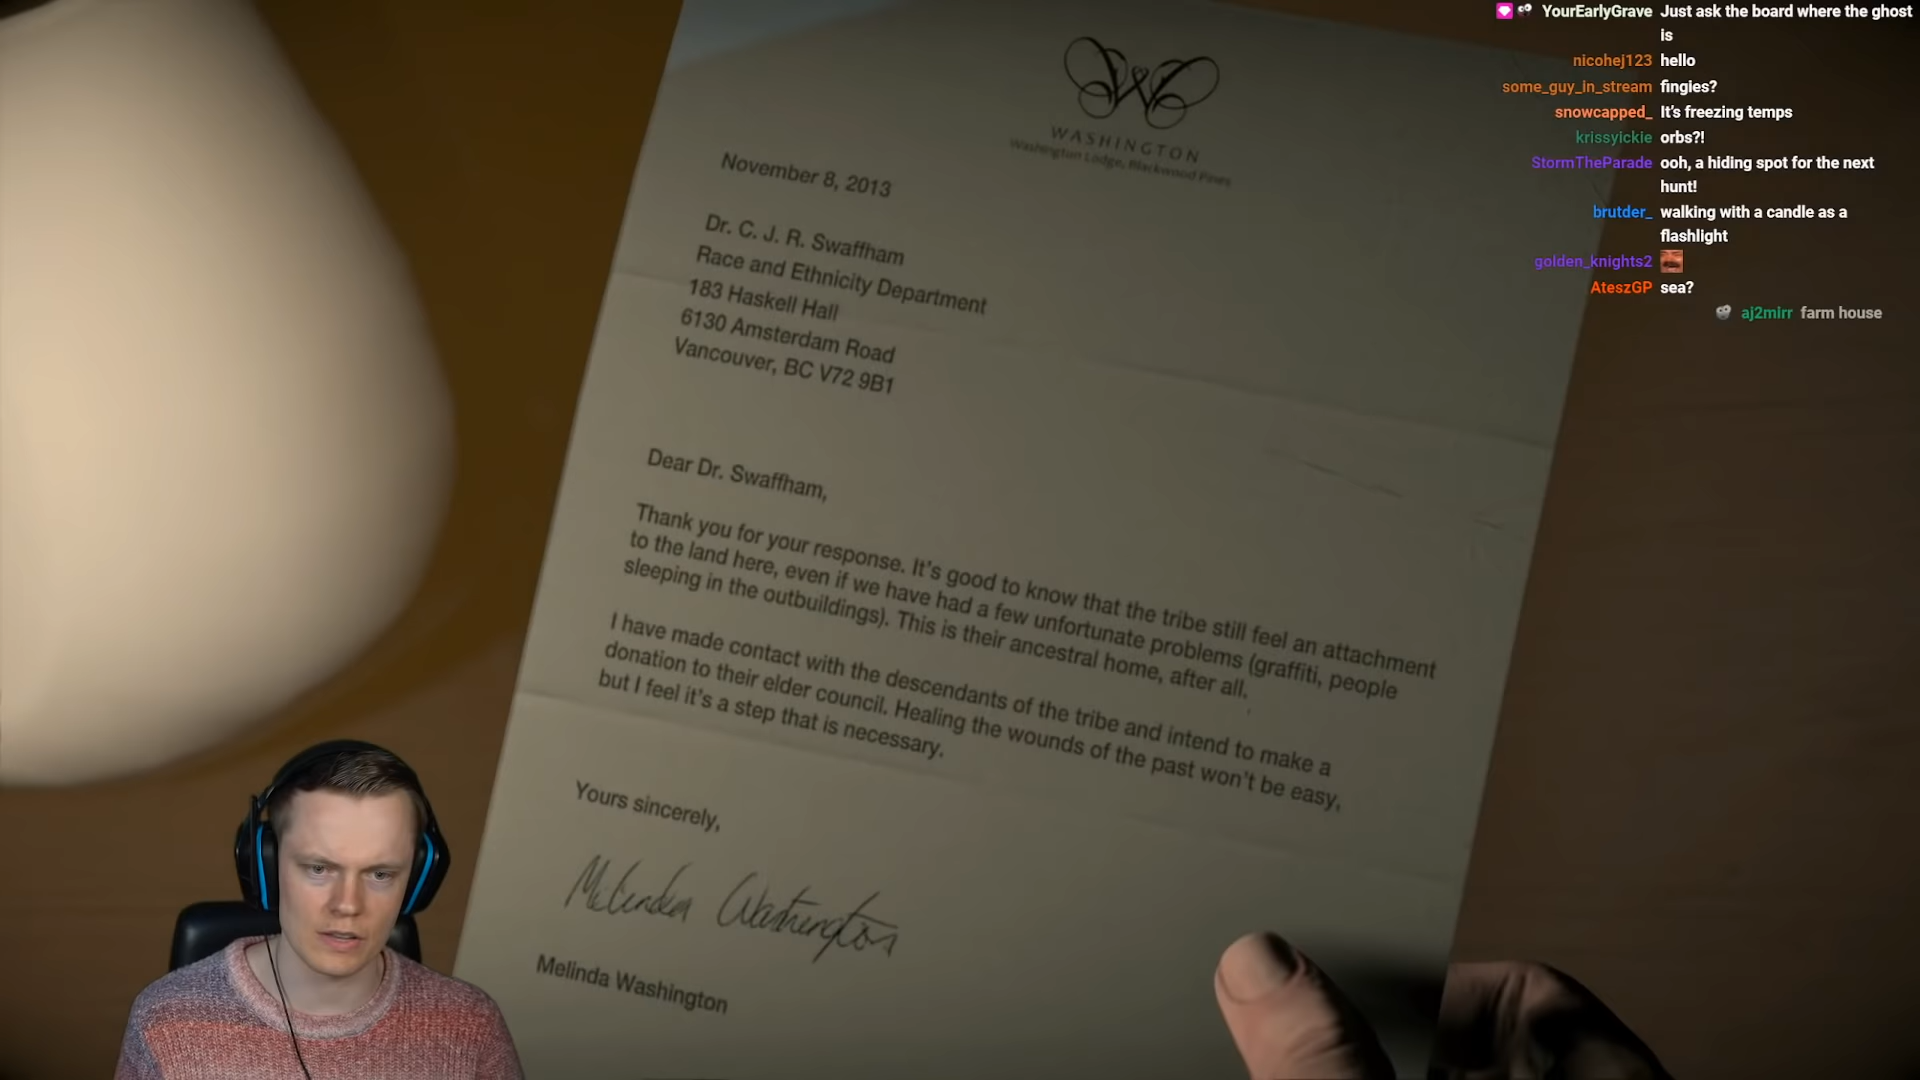 WASHINGTON
Washington Lodge, Blackwood Pines
November 8, 2013
Dr. C. J. R. Swaffham
Race and Ethnicity Department
183 Haskell Hall
6130 Amsterdam Road
Vancouver, BC V72 9B1
Dear Dr. Swaffham,
Thank you for your response. It's good to know that the tribe still feel an attachment
to the land here, even if we have had a few unfortunate problems (graffiti, people
sleeping in the outbuildings). This is their ancestral home, after all.
I have made contact with the descendants of the tribe and intend to make a
donation to their elder council. Healing the wounds of the past won't be easy,
but I feel it's a step that is necessary.
Yours sincerely,
Melinda Washington
Melinda Washington
YourEarlyGrave Just ask the board where the ghost
is
nicohej123 hello
some_guy_in_stream fingies?
snowcapped_ It's freezing temps
krissyickie orbs?!
StormTheParade ooh, a hiding spot for the next
hunt!
brutder_ walking with a candle as a
flashlight
golden_knights2
AteszGP sea?
aj2mirr farm house